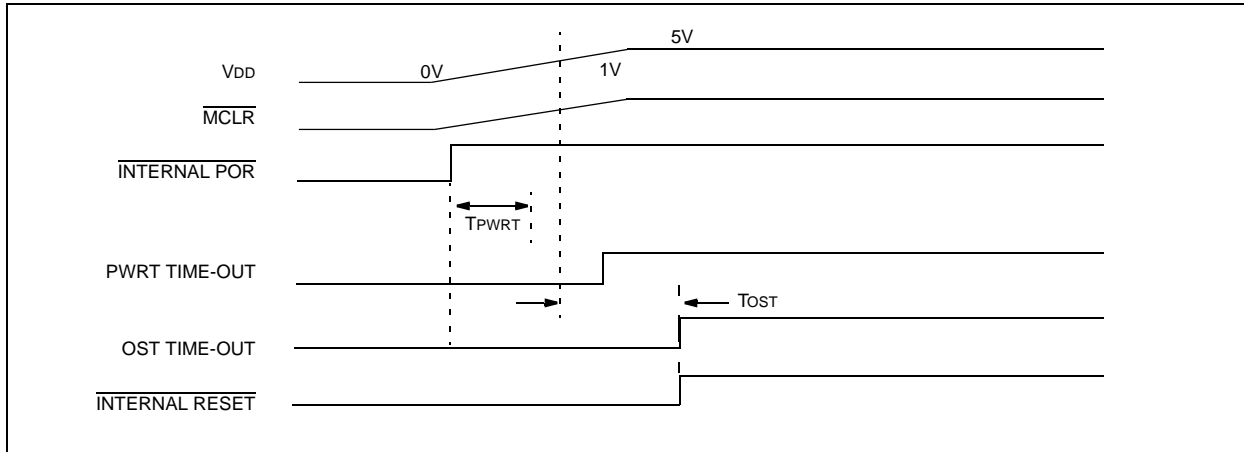 5V
VDD 0V 1V
MCLR
INTERNAL POR
TPWRT
PWRT TIME-OUT
TOST
OST TIME-OUT
INTERNAL RESET